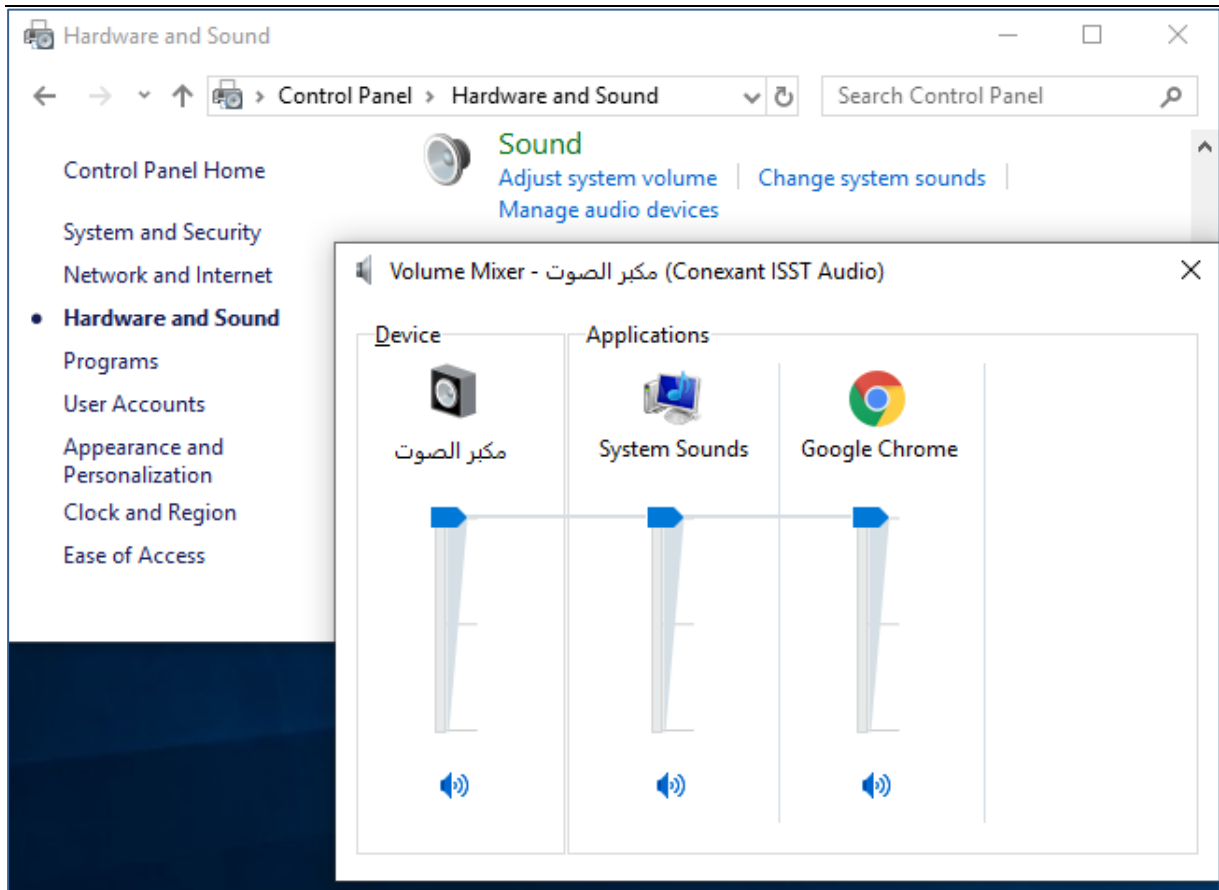 Hardware and Sound
Control Panel > Hardware and Sound
Search Control Panel
Control Panel Home
System and Security
Network and Internet
Hardware and Sound
Programs
User Accounts
Appearance and
Personalization
Clock and Region
Ease of Access
Sound
Adjust system volume
Change system sounds
Manage audio devices
Volume Mixer - مكبر الصوت (Conexant ISST Audio)
Device
Applications
مكبر الصوت
System Sounds
Google Chrome